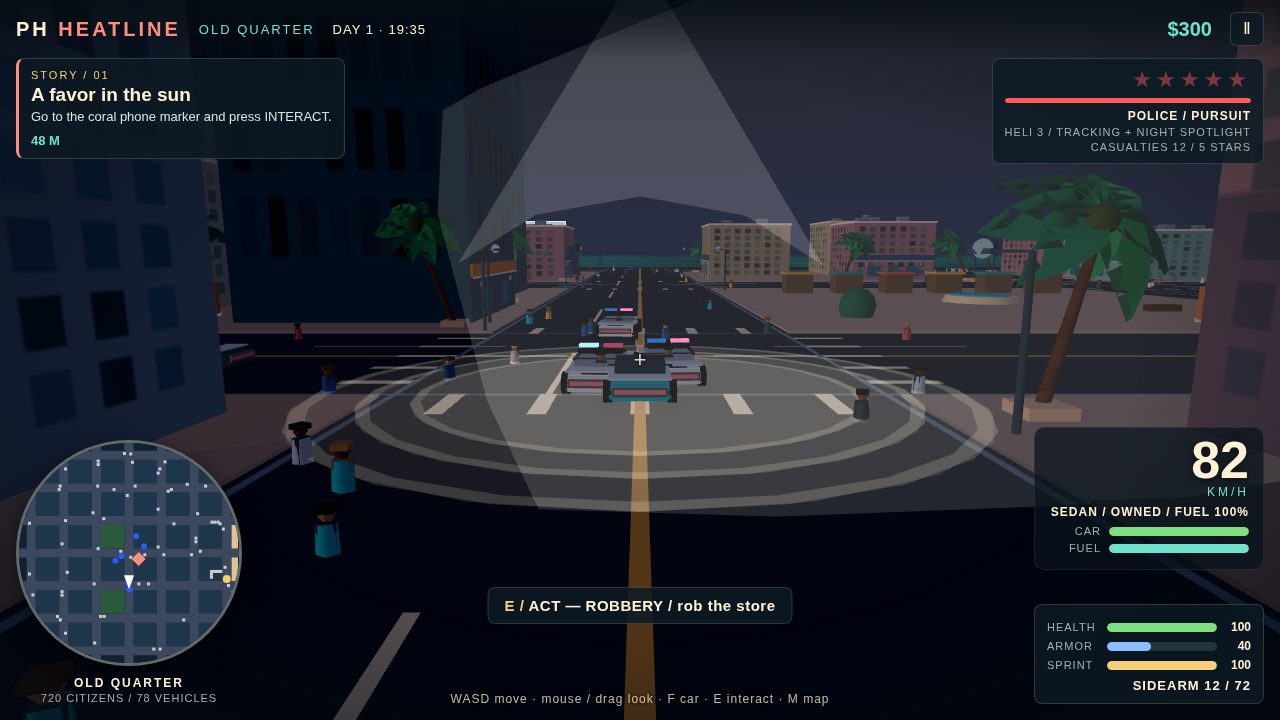 PH HEATLINE OLD QUARTER DAY 1 · 19:35
$300
STORY / 01
A favor in the sun
Go to the coral phone marker and press INTERACT.
48 M
★★★★★
POLICE / PURSUIT
HELI 3 / TRACKING + NIGHT SPOTLIGHT
CASUALTIES 12 / 5 STARS
82
KM/H
SEDAN / OWNED / FUEL 100%
CAR
FUEL
E / ACT — ROBBERY / rob the store
HEALTH 100
ARMOR 40
SPRINT 100
SIDEARM 12 / 72
OLD QUARTER
720 CITIZENS / 78 VEHICLES
WASD move · mouse / drag look · F car · E interact · M map